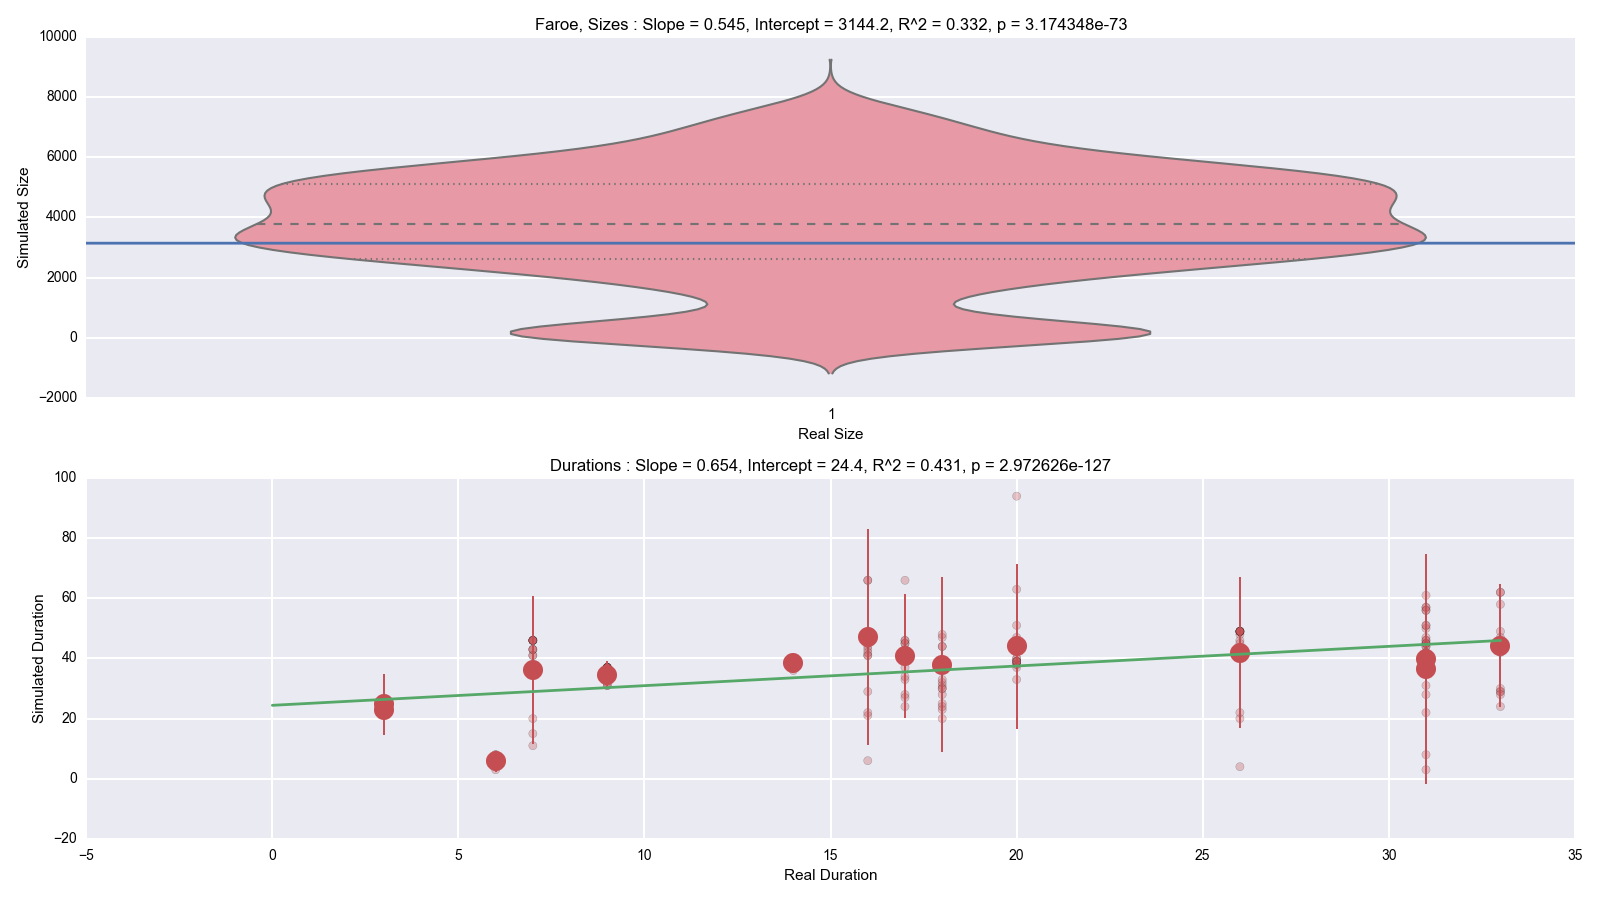 Faroe, Sizes : Slope = 0.545, Intercept = 3144.2, R^2 = 0.332, p = 3.174348e-73
10000
8000
6000
4000
2000
0
−2000
Simulated Size
1
Real Size
Durations : Slope = 0.654, Intercept = 24.4, R^2 = 0.431, p = 2.972626e-127
100
80
60
40
20
0
−20
Simulated Duration
−5 0 5 10 15 20 25 30 35
Real Duration